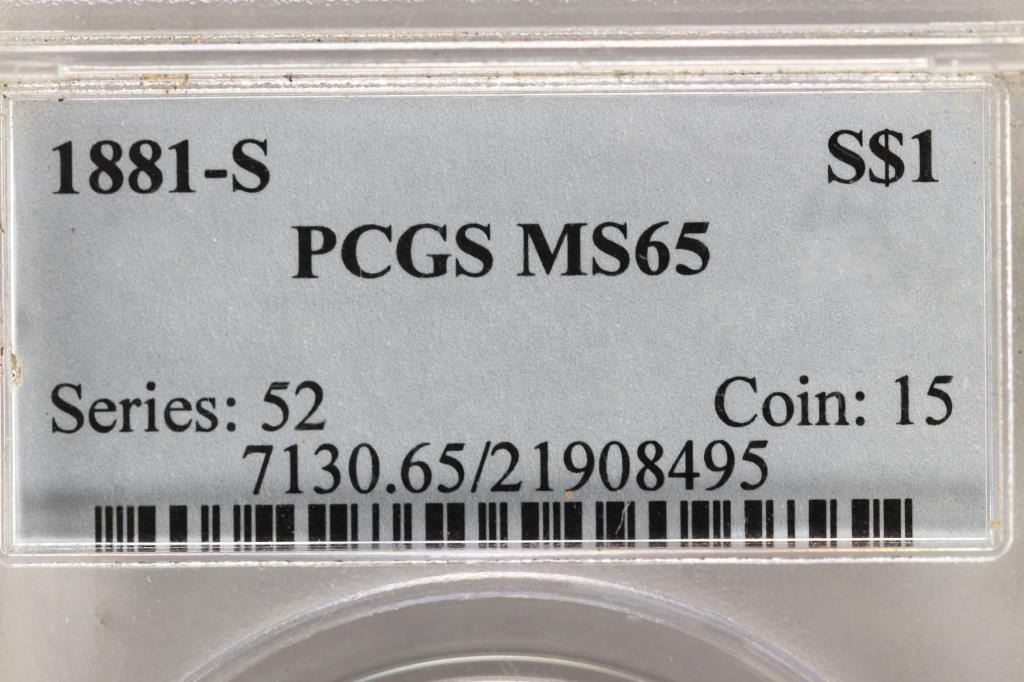 1881-S S$1
PCGS MS65
Series: 52 Coin: 15
7130.65/21908495